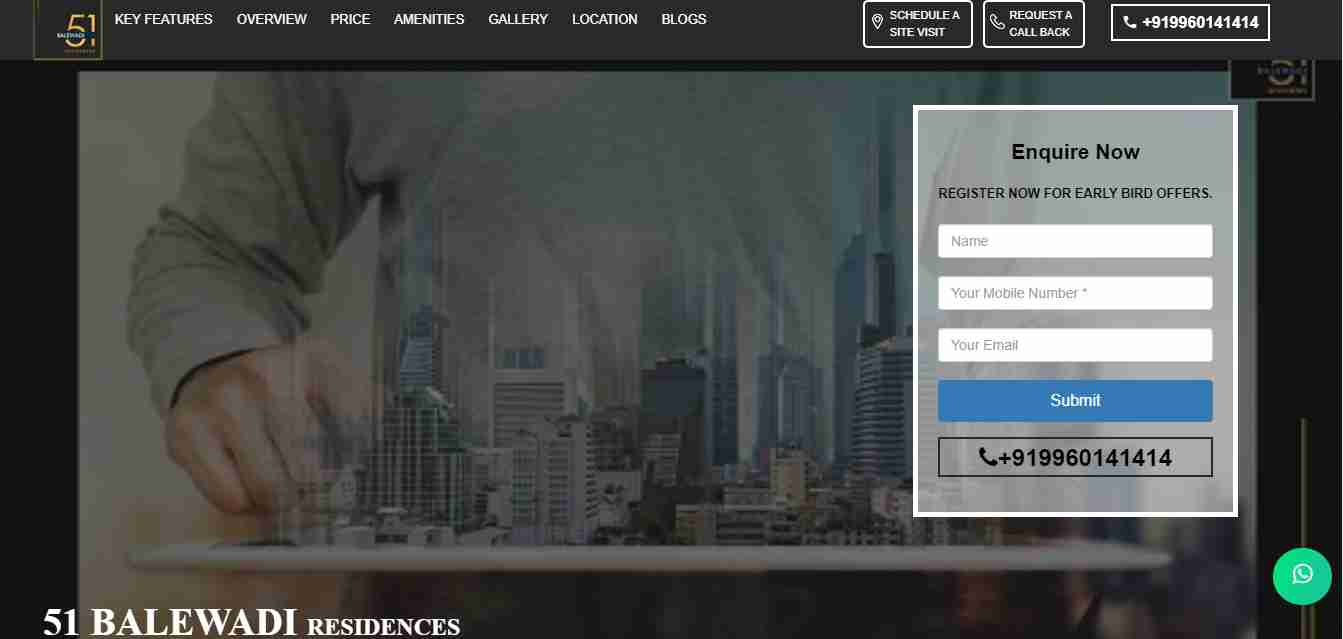 51
BALEWADI
RESIDENCES
KEY FEATURES OVERVIEW PRICE AMENITIES GALLERY LOCATION BLOGS
SCHEDULE A
SITE VISIT
REQUEST A
CALL BACK
+919960141414
Enquire Now
REGISTER NOW FOR EARLY BIRD OFFERS.
Name
Your Mobile Number *
Your Email
Submit
+919960141414
51 BALEWADI RESIDENCES